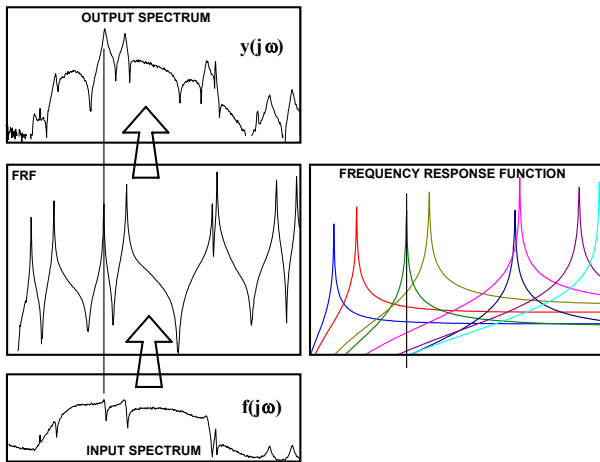 OUTPUT SPECTRUM
y(jω)
FRF
FREQUENCY RESPONSE FUNCTION
f(jω)
INPUT SPECTRUM